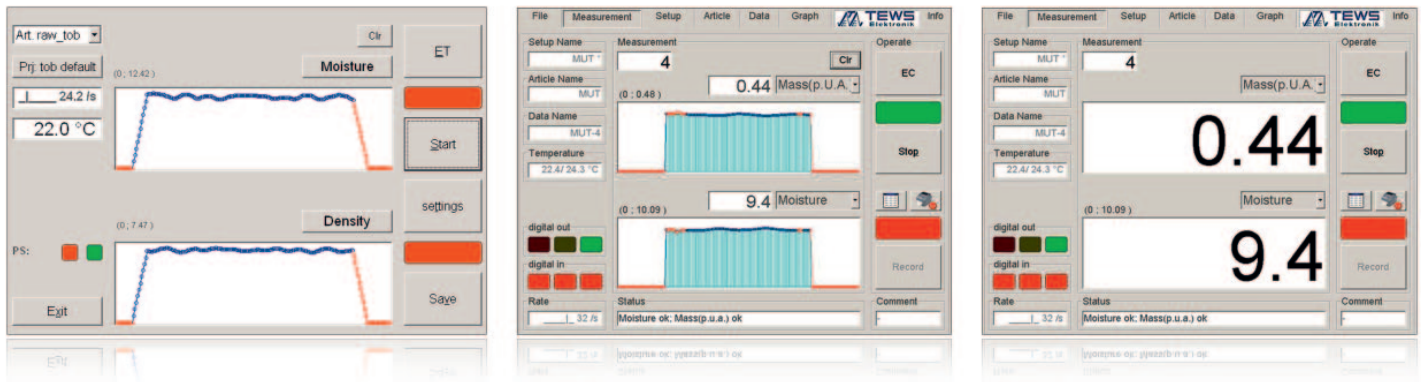 Art. raw_tob
Clr
ET
Prj: tob default
(0 ; 12.42 )
Moisture
24.2 /s
22.0 °C
Start
settings
(0 ; 7.47 )
Density
PS:
Save
Exit
File Measurement Setup Article Data Graph TEWS Elektronik Info
Setup Name
Measurement
Operate
MUT *
4
Clr
EC
Article Name
0.44 Mass(p.U.A.
MUT
(0 : 0.48 )
Data Name
MUT-4
Temperature
Stop
22.4/ 24.3 °C
9.4 Moisture
(0 ; 10.09 )
digital out
digital in
Record
Rate
Status
Comment
32 /s
Moisture ok; Mass(p.u.a.) ok
-
File Measurement Setup Article Data Graph TEWS Elektronik Info
Setup Name
Measurement
Operate
MUT *
4
EC
Article Name
Mass(p.U.A.
MUT
Data Name
0.44
MUT-4
Temperature
Stop
22.4/ 24.3 °C
Moisture
(0 ; 10.09 )
digital out
9.4
digital in
Record
Rate
Status
Comment
32 /s
Moisture ok; Mass(p.u.a.) ok
-